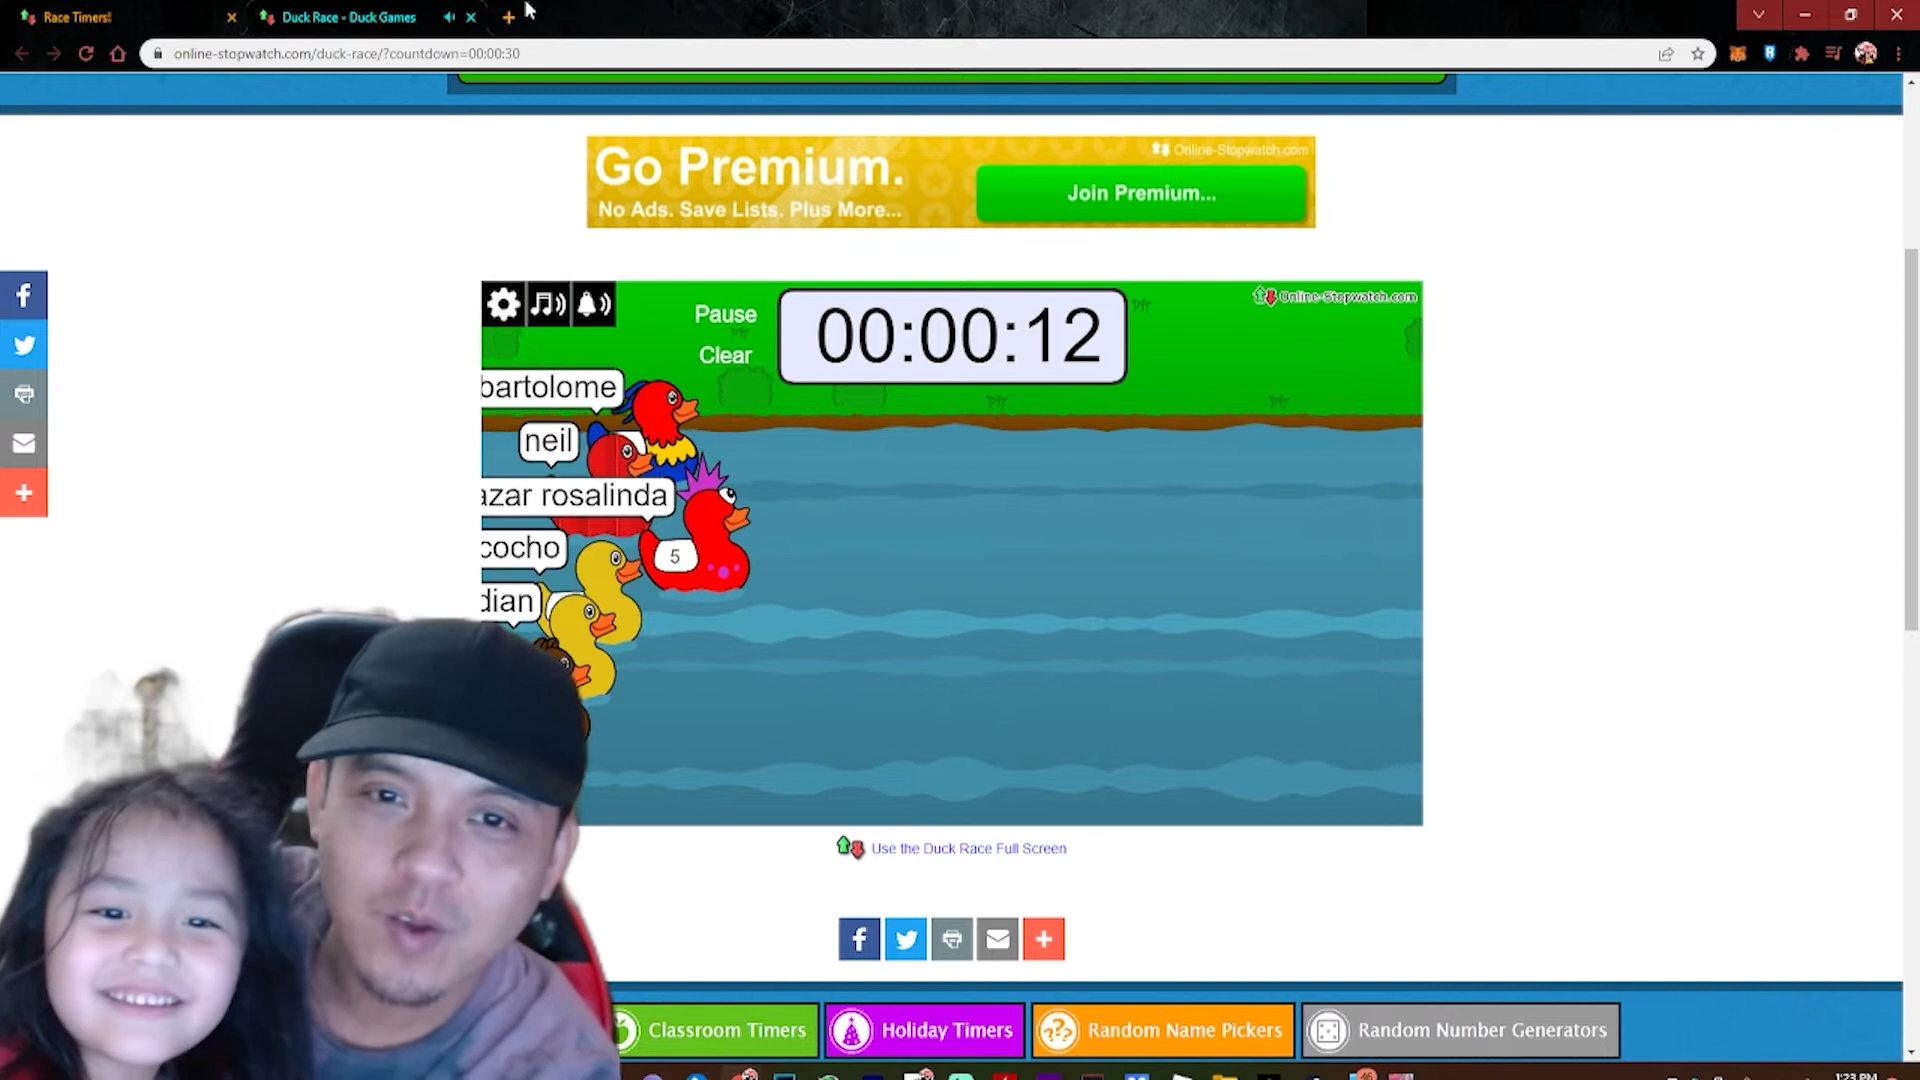 Race Timers!
Duck Race - Duck Games
online-stopwatch.com/duck-race/?countdown=00:00:30
Go Premium.
No Ads. Save Lists. Plus More...
Online-Stopwatch.com
Join Premium...
Pause
Clear
00:00:12
Online-Stopwatch.com
bartolome
neil
azar rosalinda
cocho
5
dian
Use the Duck Race Full Screen
Classroom Timers
Holiday Timers
Random Name Pickers
Random Number Generators
1:23 PM